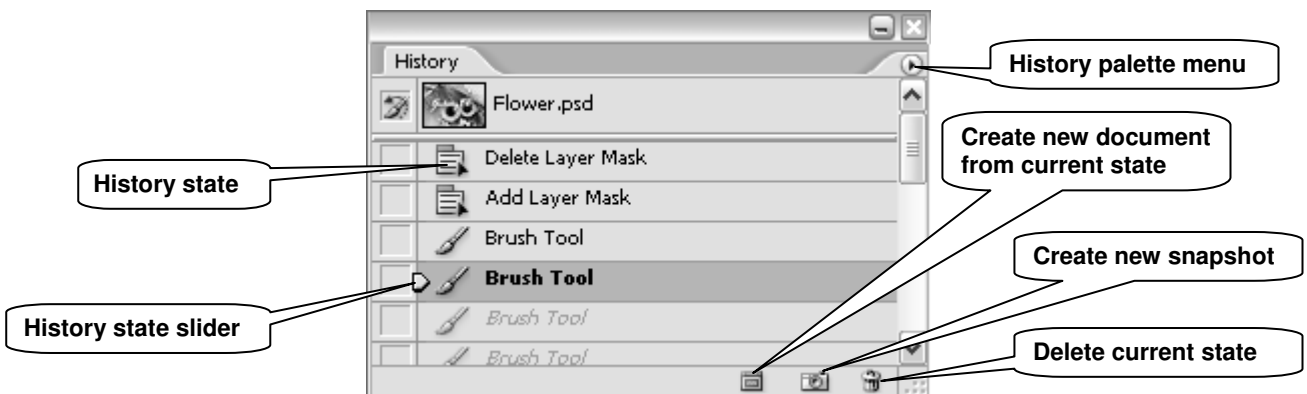 History
History palette menu
Flower.psd
Create new document
from current state
Delete Layer Mask
History state
Add Layer Mask
Brush Tool
Create new snapshot
Brush Tool
History state slider
Brush Tool
Delete current state
Brush Tool